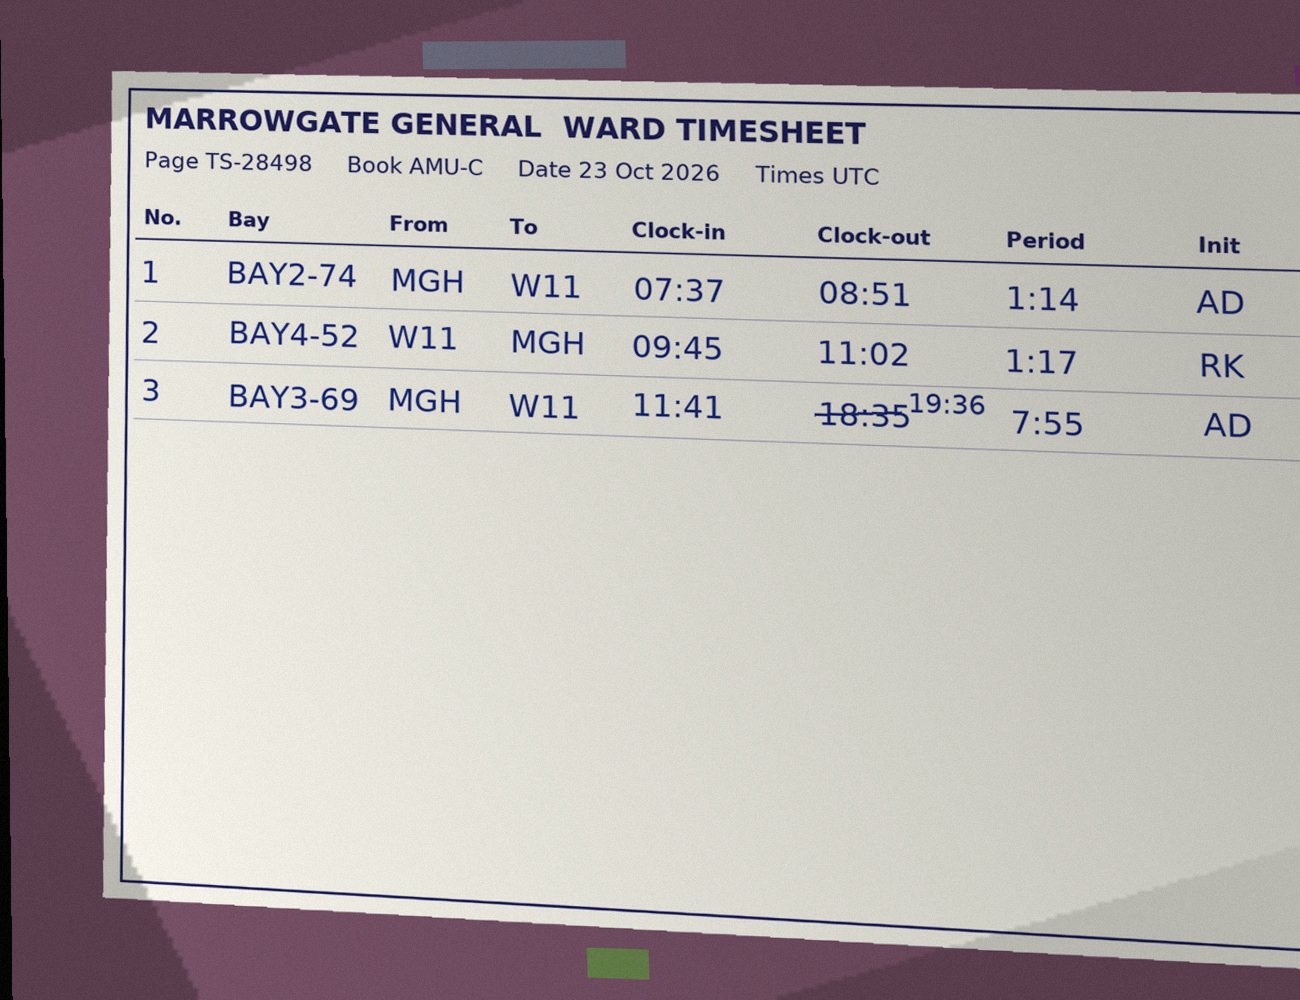 MARROWGATE GENERAL WARD TIMESHEET
Page TS-28498 Book AMU-C Date 23 Oct 2026 Times UTC
No. Bay From To Clock-in Clock-out Period Init
1 BAY2-74 MGH W11 07:37 08:51 1:14 AD
2 BAY4-52 W11 MGH 09:45 11:02 1:17 RK
3 BAY3-69 MGH W11 11:41 18:35 19:36 7:55 AD